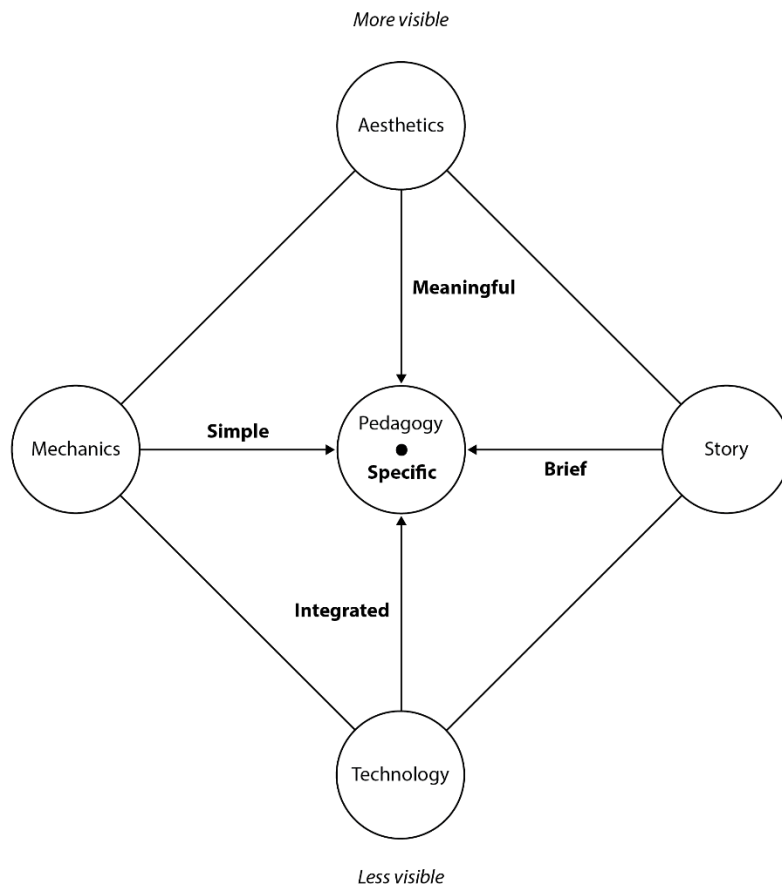 More visible
Aesthetics
Meaningful
Mechanics
Simple
Pedagogy
Specific
Brief
Story
Integrated
Technology
Less visible